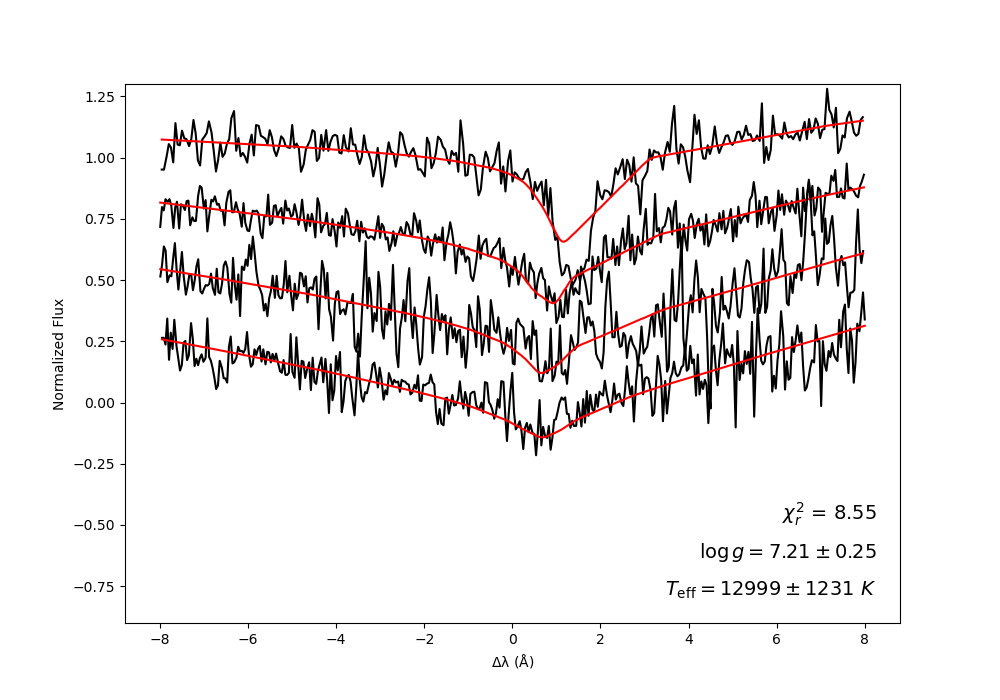 1.25
1.00
0.75
0.50
0.25
0.00
−0.25
−0.50
−0.75
Normalized Flux
χ²ᵣ = 8.55
log g = 7.21 ± 0.25
T_eff = 12999 ± 1231 K
−8 −6 −4 −2 0 2 4 6 8
Δλ (Å)